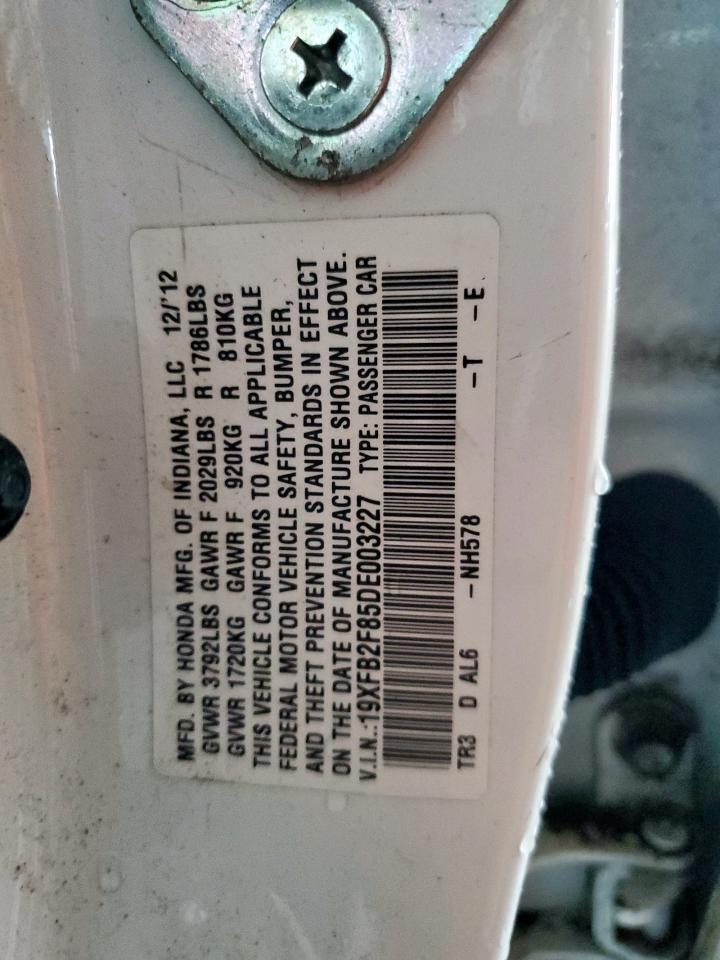 MFD. BY HONDA MFG. OF INDIANA, LLC 12/'12
GVWR 3792LBS GAWR F 2029LBS R 1786LBS
GVWR 1720KG GAWR F 920KG R 810KG
THIS VEHICLE CONFORMS TO ALL APPLICABLE
FEDERAL MOTOR VEHICLE SAFETY, BUMPER,
AND THEFT PREVENTION STANDARDS IN EFFECT
ON THE DATE OF MANUFACTURE SHOWN ABOVE.
V.I.N.:19XFB2F85DE003227 TYPE: PASSENGER CAR
TR3 D AL6 -NH578 -T -E